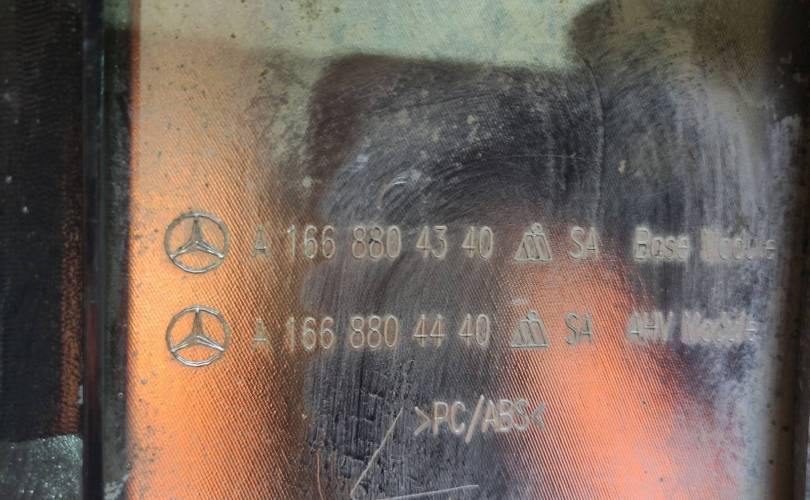 A 166 880 43 40 SA Base Module
A 166 880 44 40 SA AHV Module
>PC/ABS<